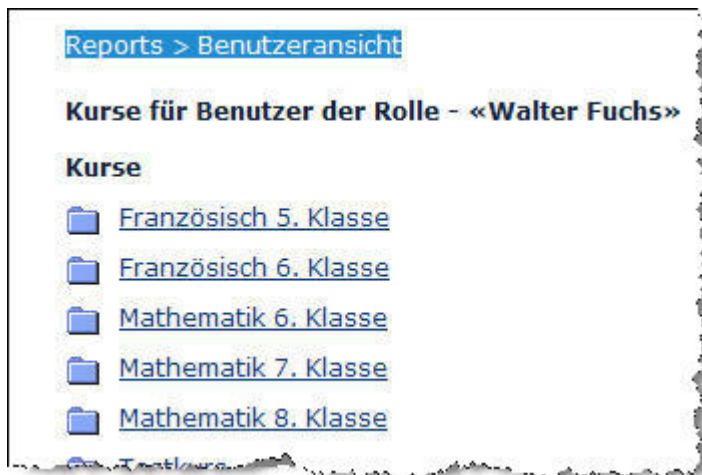 Reports > Benutzeransicht
Kurse für Benutzer der Rolle - «Walter Fuchs»
Kurse
Französisch 5. Klasse
Französisch 6. Klasse
Mathematik 6. Klasse
Mathematik 7. Klasse
Mathematik 8. Klasse